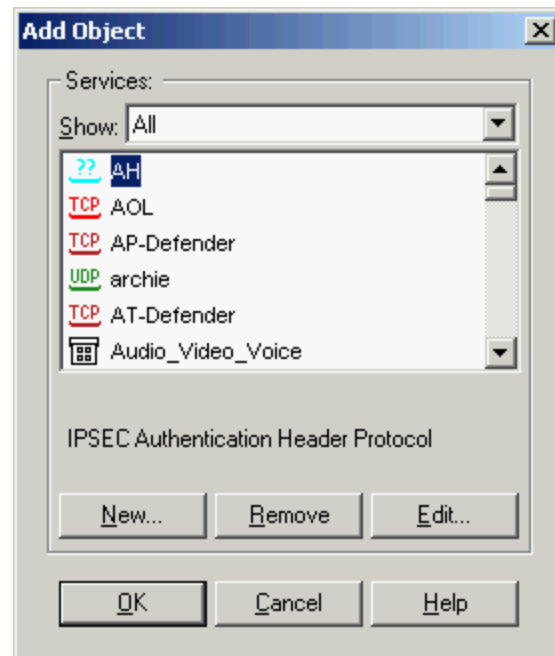 Add Object
Services:
Show: All
?? AH
TCP AOL
TCP AP-Defender
UDP archie
TCP AT-Defender
Audio_Video_Voice
IPSEC Authentication Header Protocol
New... Remove Edit...
OK Cancel Help